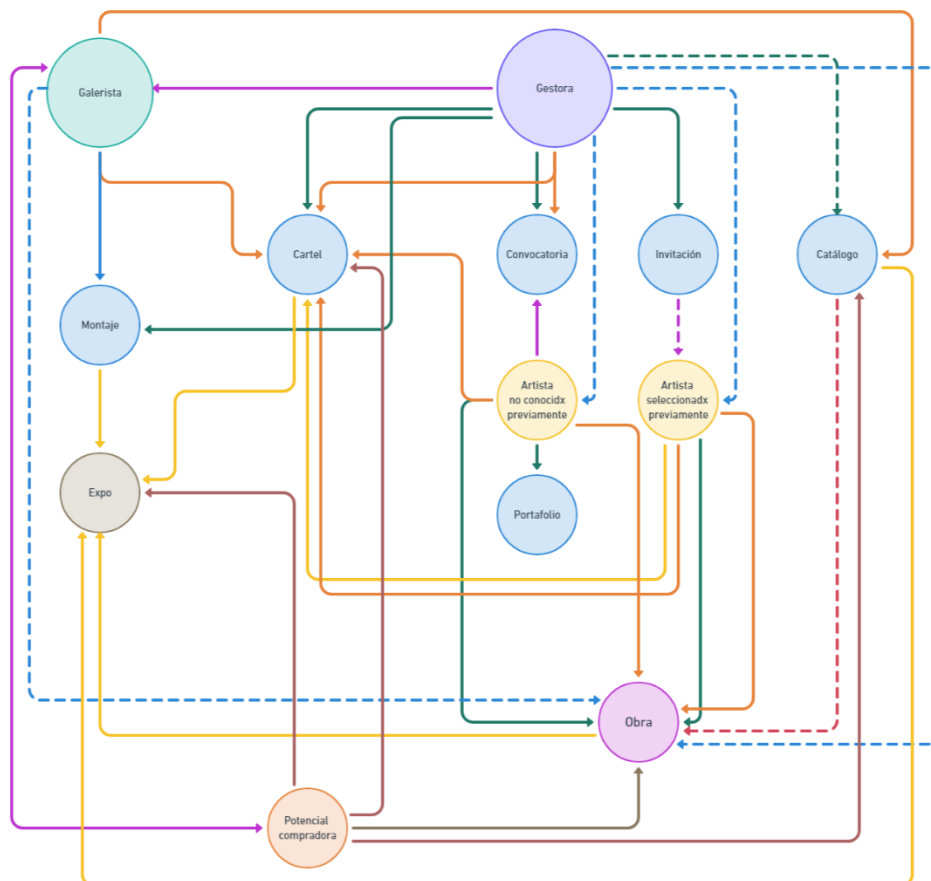 Galerista
Gestora
Cartel
Convocatoria
Invitación
Catálogo
Montaje
Artista
no conocidx
previamente
Artista
seleccionadx
previamente
Expo
Portafolio
Obra
Potencial
compradora